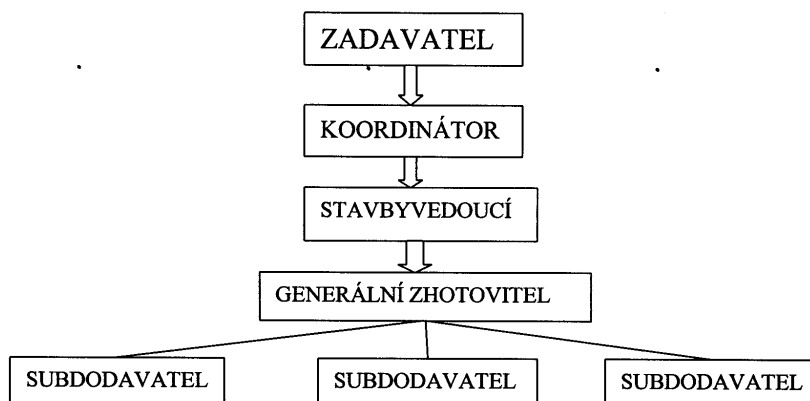 ZADAVATEL
KOORDINÁTOR
STAVBYVEDOUCÍ
GENERÁLNÍ ZHOTOVITEL
SUBDODAVATEL
SUBDODAVATEL
SUBDODAVATEL